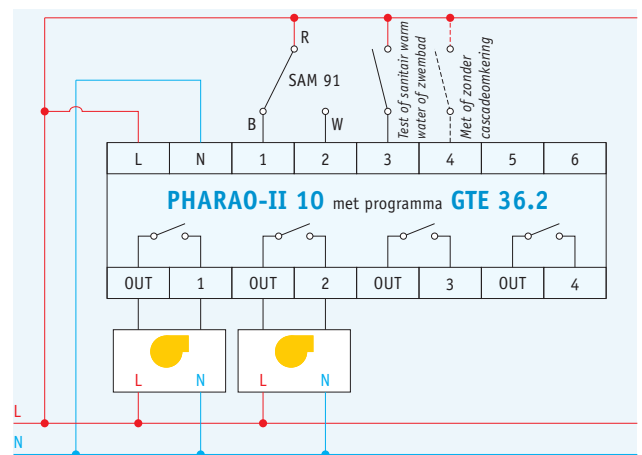 R
SAM 91
B
W
Test of sanitair warm
water of zwembad
Met of zonder
cascadeomkering
L N 1 2 3 4 5 6
PHARAO-II 10 met programma GTE 36.2
OUT 1 OUT 2 OUT 3 OUT 4
L N L N
L
N